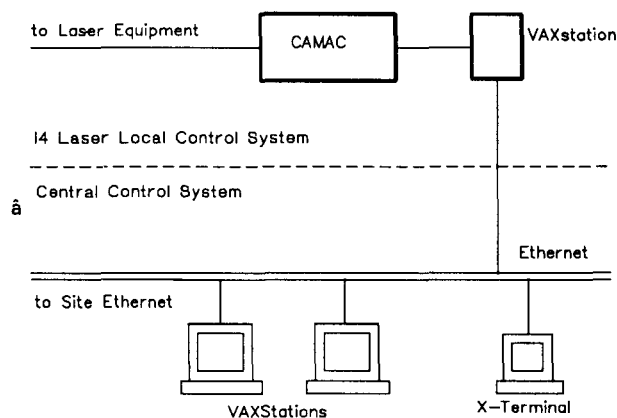 to Laser Equipment
CAMAC
VAXstation
I4 Laser Local Control System
Central Control System
â
Ethernet
to Site Ethernet
VAXStations
X-Terminal